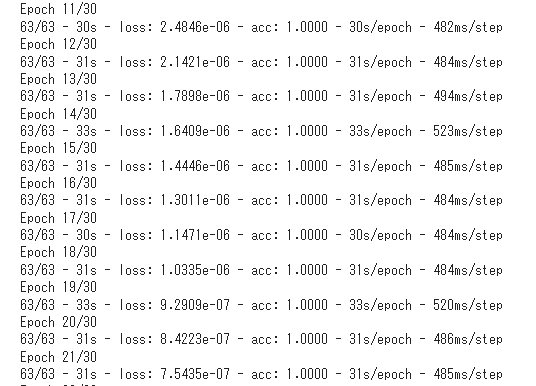 Epoch 11/30
63/63 - 30s - loss: 2.4846e-06 - acc: 1.0000 - 30s/epoch - 482ms/step
Epoch 12/30
63/63 - 31s - loss: 2.1421e-06 - acc: 1.0000 - 31s/epoch - 484ms/step
Epoch 13/30
63/63 - 31s - loss: 1.7898e-06 - acc: 1.0000 - 31s/epoch - 494ms/step
Epoch 14/30
63/63 - 33s - loss: 1.6409e-06 - acc: 1.0000 - 33s/epoch - 523ms/step
Epoch 15/30
63/63 - 31s - loss: 1.4446e-06 - acc: 1.0000 - 31s/epoch - 485ms/step
Epoch 16/30
63/63 - 31s - loss: 1.3011e-06 - acc: 1.0000 - 31s/epoch - 484ms/step
Epoch 17/30
63/63 - 30s - loss: 1.1471e-06 - acc: 1.0000 - 30s/epoch - 484ms/step
Epoch 18/30
63/63 - 31s - loss: 1.0335e-06 - acc: 1.0000 - 31s/epoch - 484ms/step
Epoch 19/30
63/63 - 33s - loss: 9.2909e-07 - acc: 1.0000 - 33s/epoch - 520ms/step
Epoch 20/30
63/63 - 31s - loss: 8.4223e-07 - acc: 1.0000 - 31s/epoch - 486ms/step
Epoch 21/30
63/63 - 31s - loss: 7.5435e-07 - acc: 1.0000 - 31s/epoch - 485ms/step